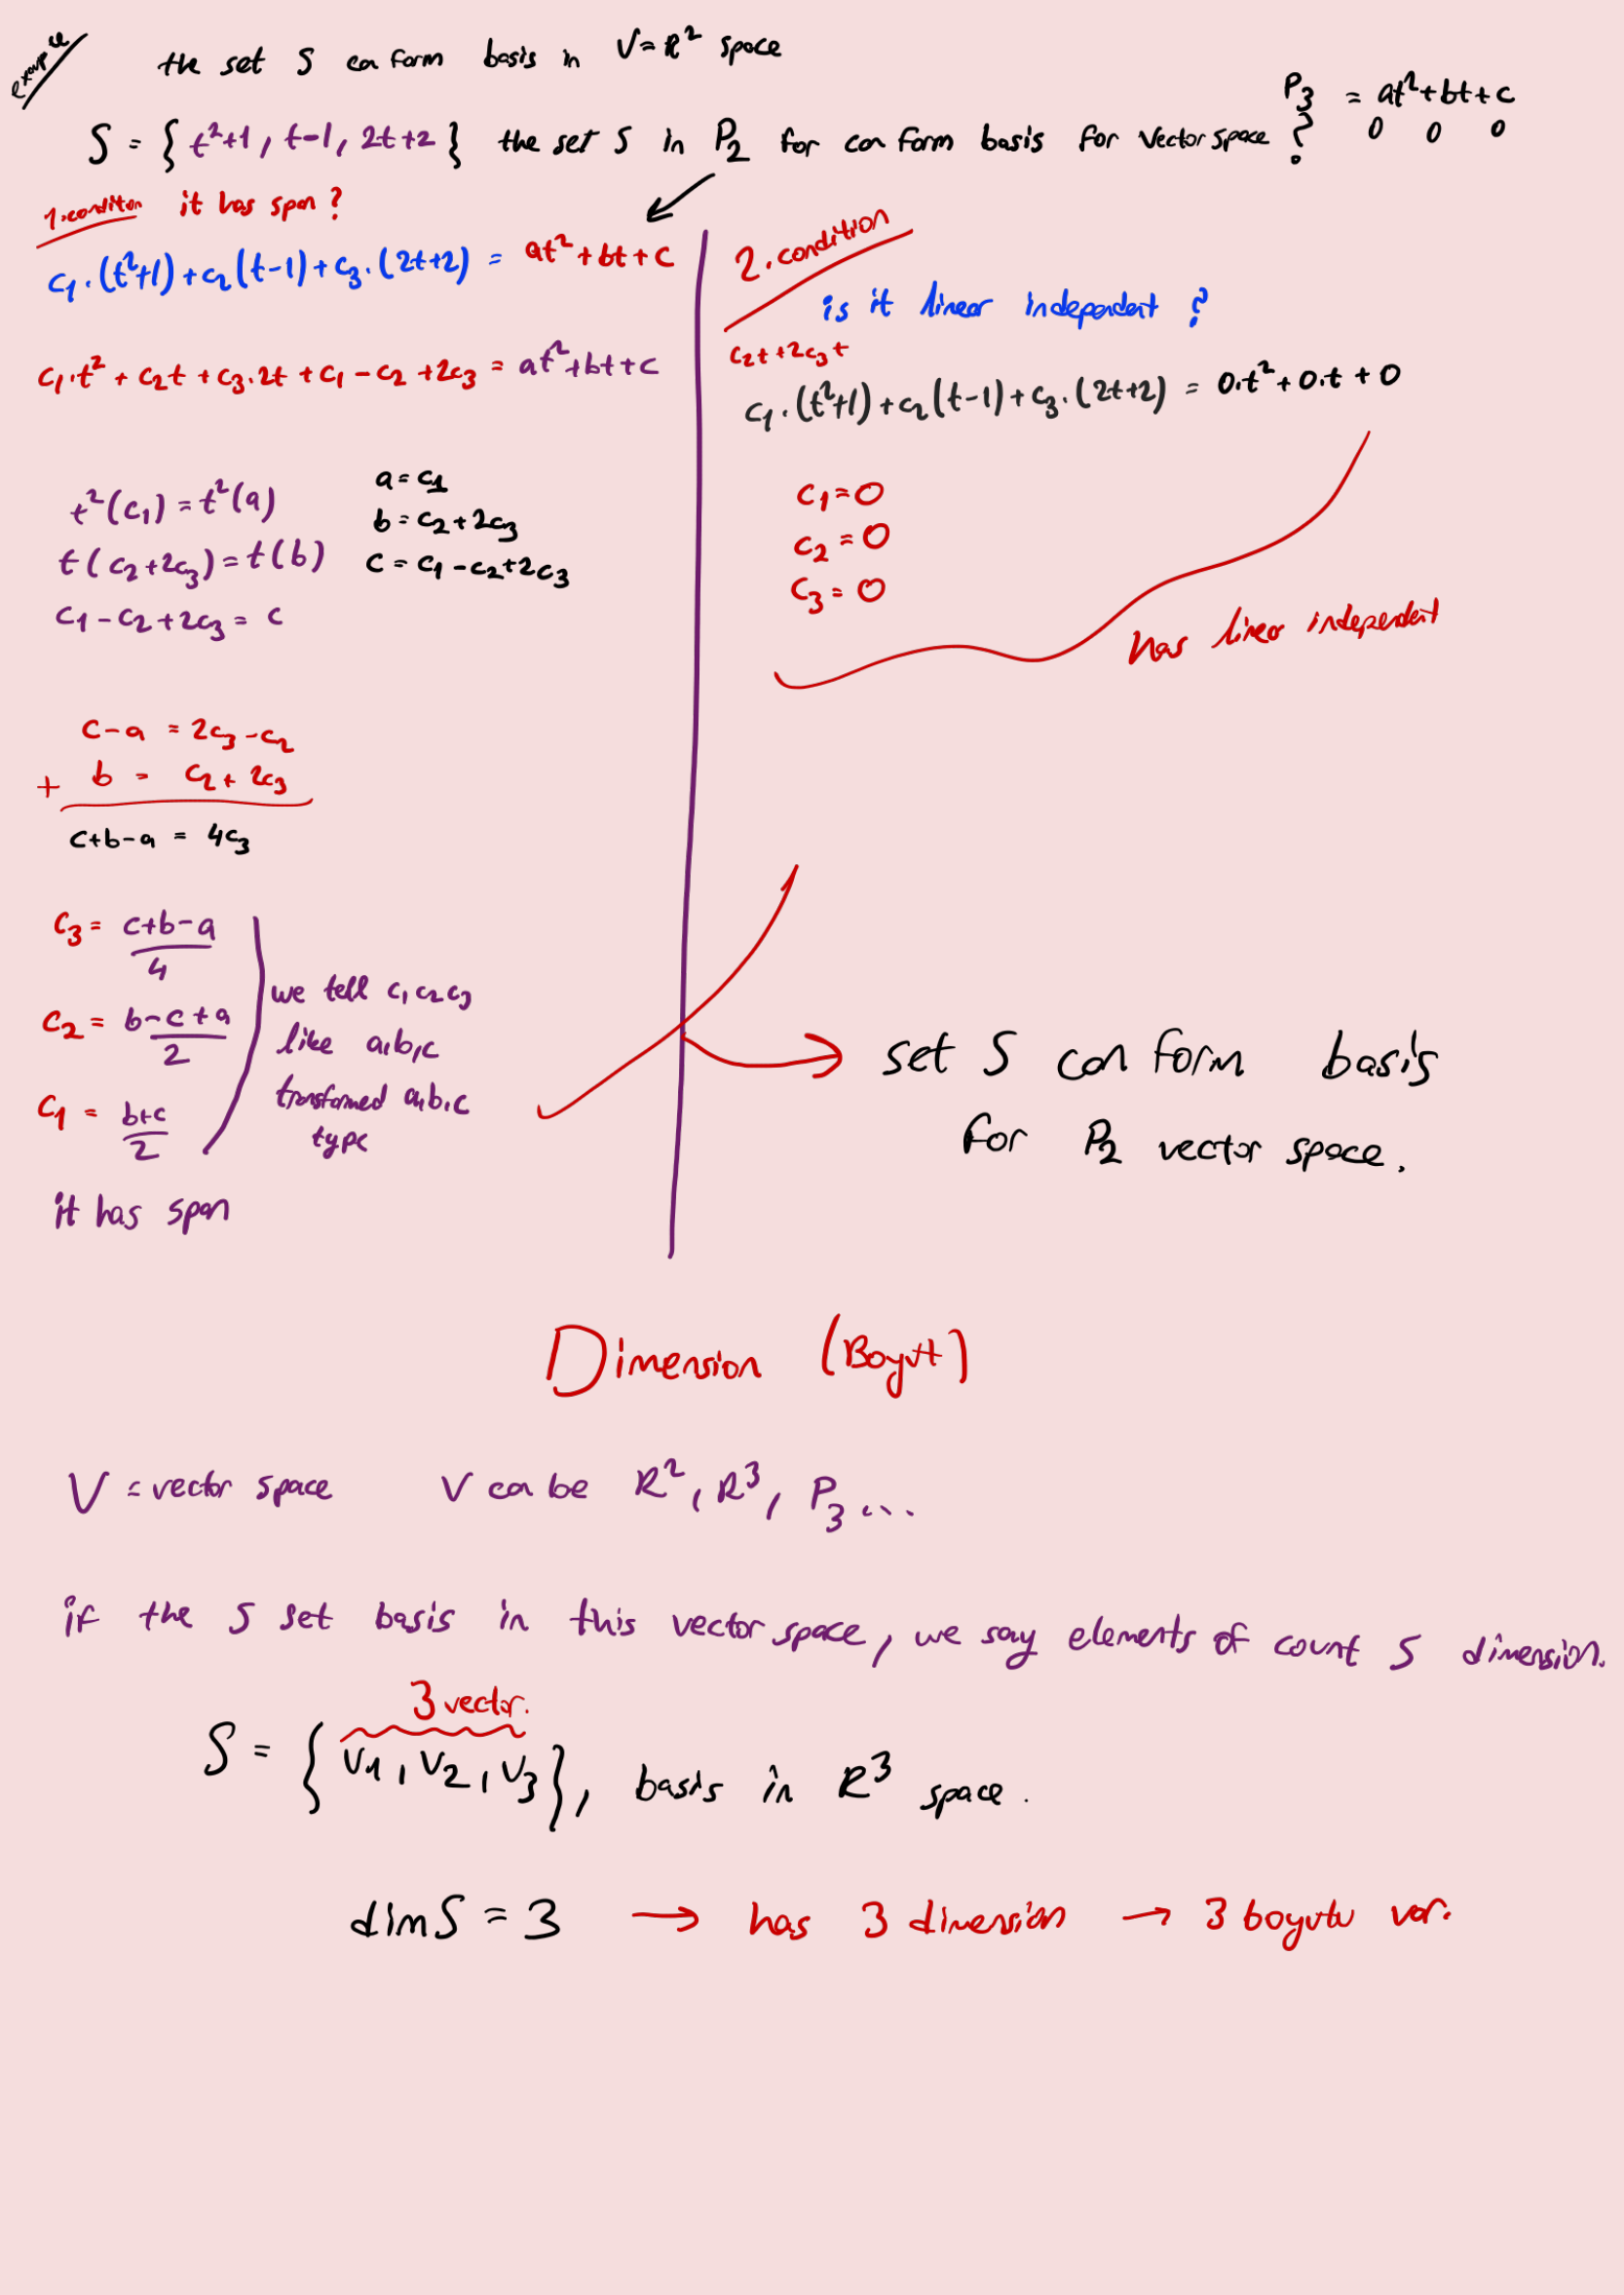 example
the set S can form basis in V=R² space
P₃ = at²+bt+c
0 0 0
S = { t²+1, t-1, 2t+2 } the set S in P₂ for can form basis for vector space ?
1.condition it has span?
c₁.(t²+1)+c₂(t-1)+c₃.(2t+2) = at²+bt+c
c₁.t² + c₂t + c₃.2t + c₁ - c₂ + 2c₃ = at²+bt+c
t²(c₁) = t²(a)
t(c₂+2c₃) = t(b)
c₁ - c₂ + 2c₃ = c
a = c₁
b = c₂+2c₃
c = c₁ - c₂+2c₃
c-a = 2c₃-c₂
+ b = c₂+2c₃
c+b-a = 4c₃
c₃ = c+b-a / 4
c₂ = b-c+a / 2
c₁ = b+c / 2
we tell c₁ c₂ c₃
like a,b,c
transformed a,b,c
type
it has span
2.condition
is it linear independent ?
c₂t+2c₃t
c₁.(t²+1)+c₂(t-1)+c₃.(2t+2) = 0.t²+0.t+0
c₁=0
c₂=0
c₃=0
has linear independent
set S can form basis
for P₂ vector space.
Dimension (Boyut)
V = vector space V can be R², R³, P₃ ...
if the S set basis in this vector space, we say elements of count S dimension.
3 vector.
S = { v₁, v₂, v₃ }, basis in R³ space.
dimS = 3 → has 3 dimension → 3 boyutu var.